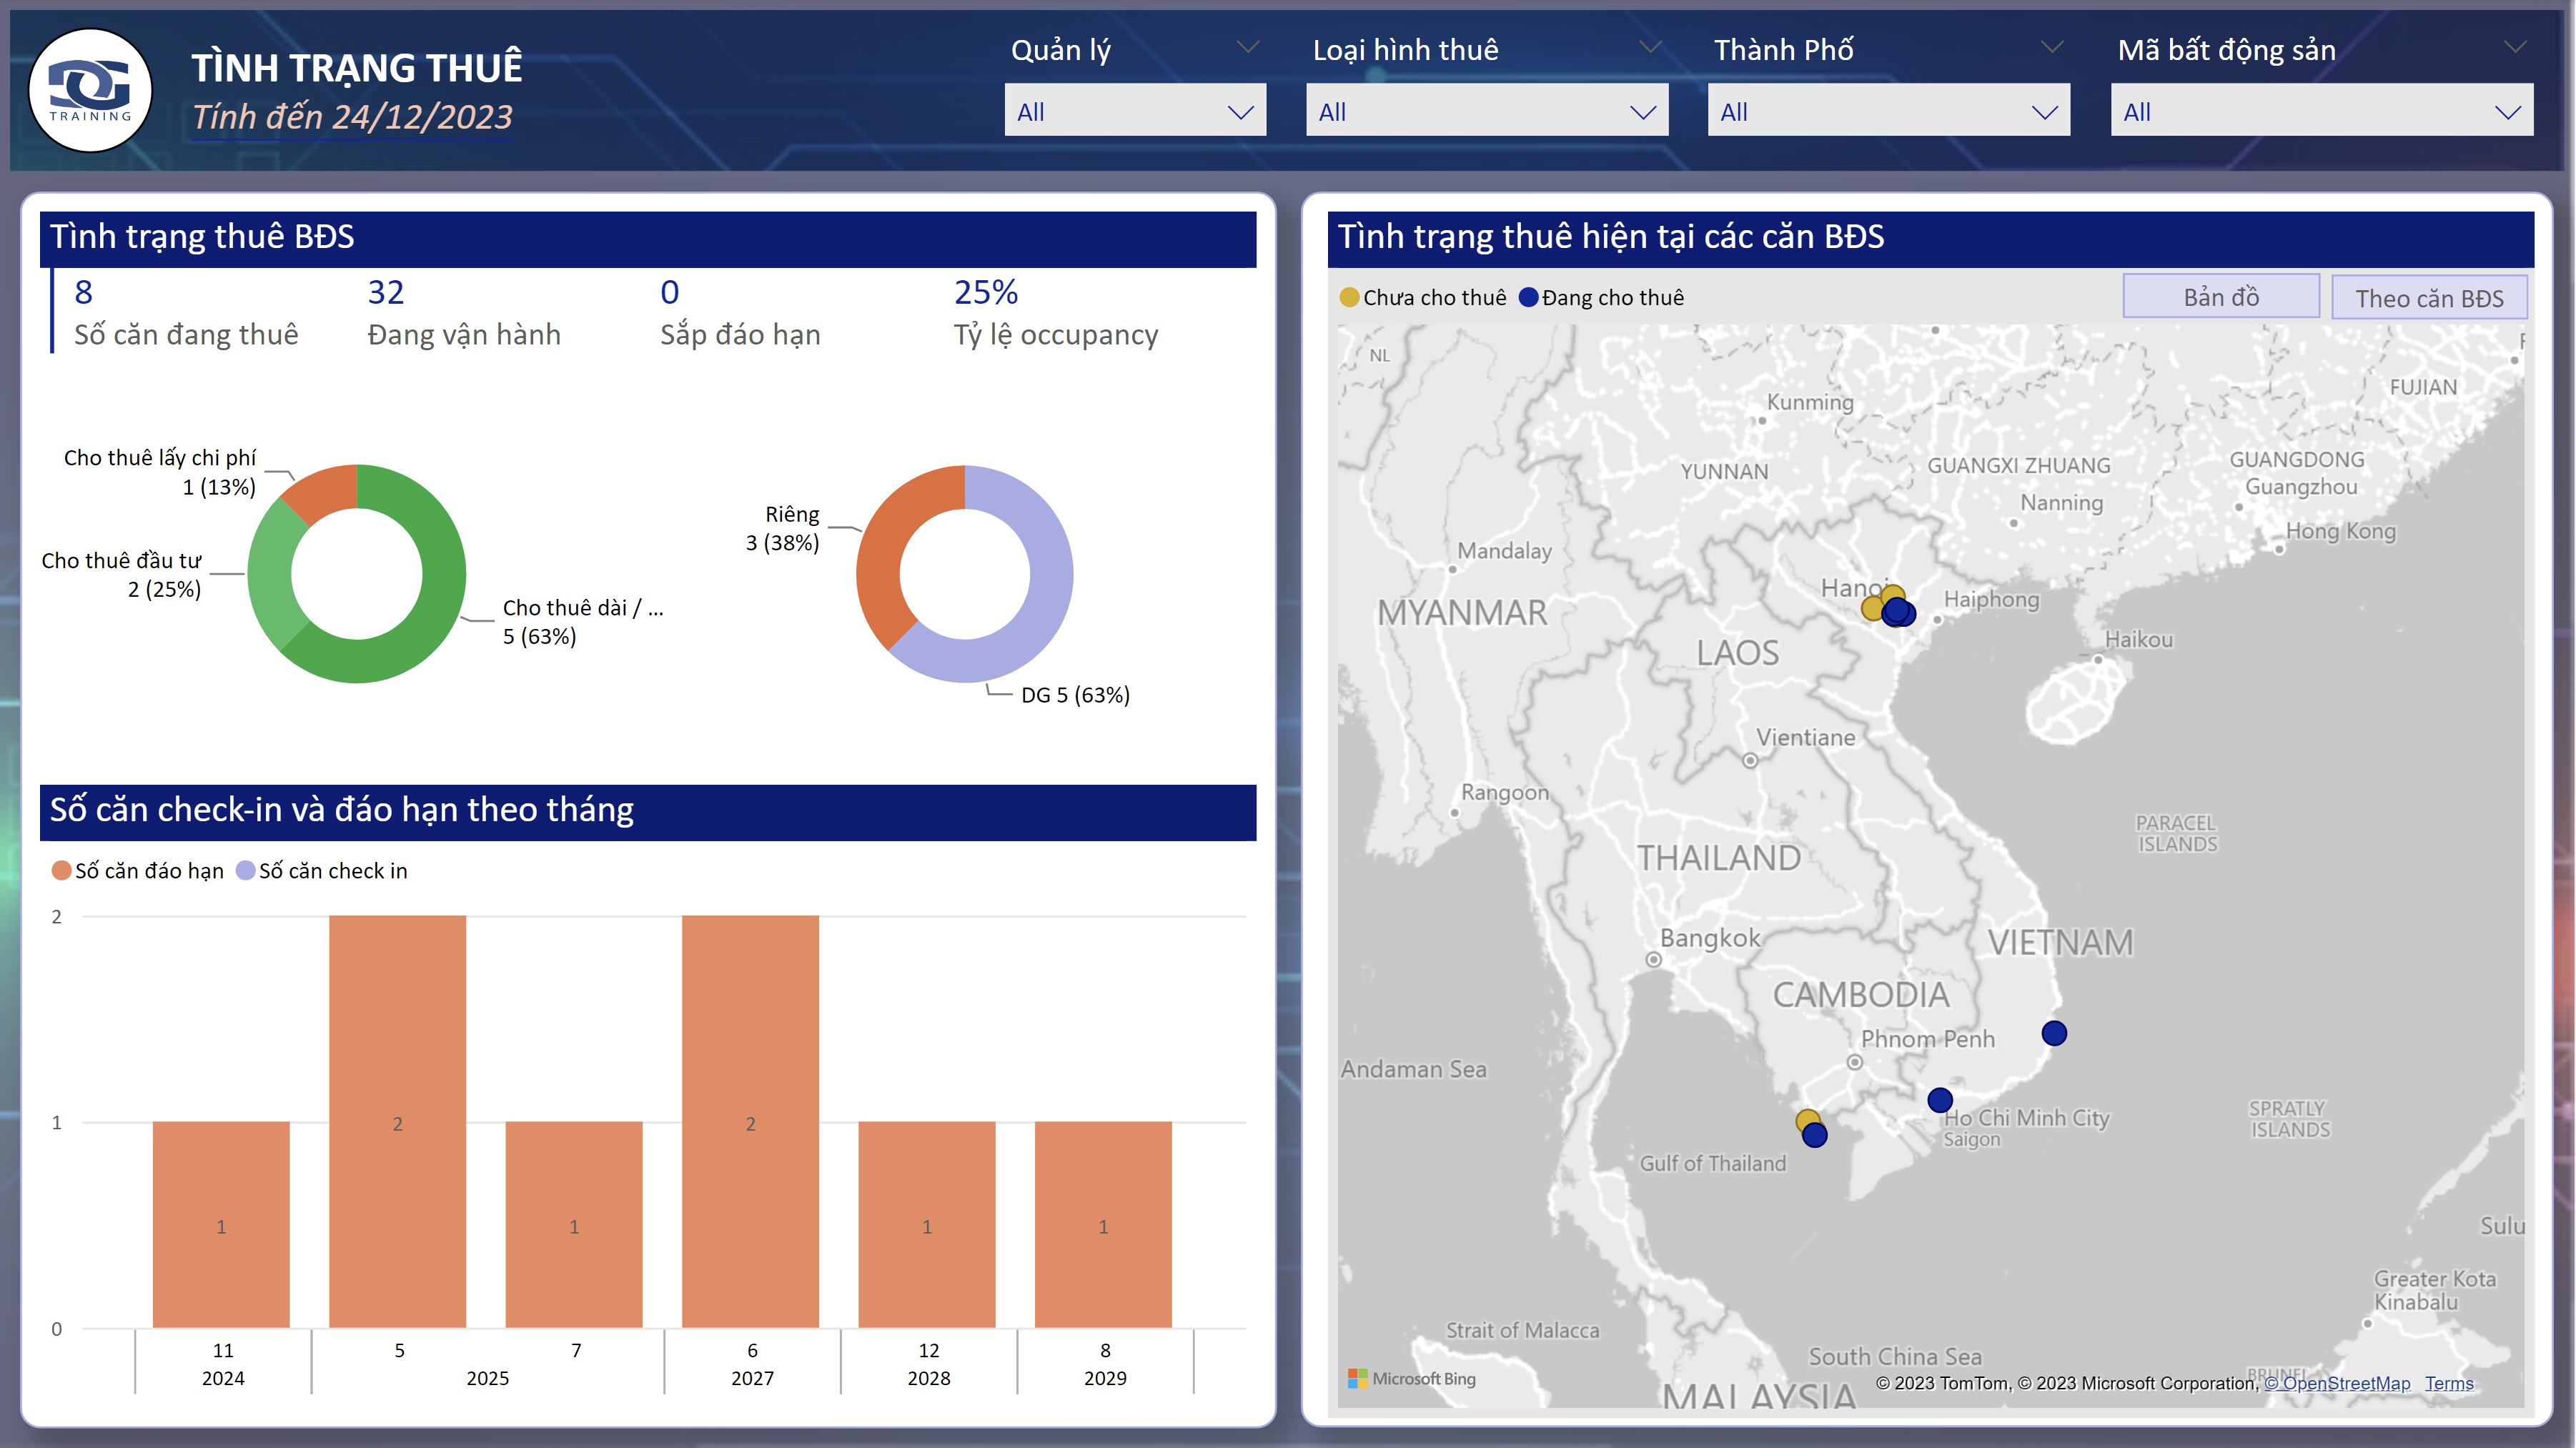 TRAINING
TÌNH TRẠNG THUÊ
Tính đến 24/12/2023
Quản lý
Loại hình thuê
Thành Phố
Mã bất động sản
All
All
All
All
Tình trạng thuê BĐS
8
32
0
25%
Số căn đang thuê
Đang vận hành
Sắp đáo hạn
Tỷ lệ occupancy
Cho thuê lấy chi phí
1 (13%)
Cho thuê đầu tư
2 (25%)
Cho thuê dài / ...
5 (63%)
Riêng
3 (38%)
DG 5 (63%)
Số căn check-in và đáo hạn theo tháng
Số căn đáo hạn
Số căn check in
2
1
0
1
2
1
2
1
1
11
5
7
6
12
8
2024
2025
2027
2028
2029
Tình trạng thuê hiện tại các căn BĐS
Chưa cho thuê
Đang cho thuê
Bản đồ
Theo căn BĐS
NL
Kunming
FUJIAN
YUNNAN
GUANGXI ZHUANG
GUANGDONG
Guangzhou
Nanning
Hong Kong
Mandalay
Hanoi
Haiphong
MYANMAR
Haikou
LAOS
Vientiane
Rangoon
PARACEL
ISLANDS
THAILAND
Bangkok
VIETNAM
CAMBODIA
Phnom Penh
Andaman Sea
Ho Chi Minh City
Saigon
SPRATLY
ISLANDS
Gulf of Thailand
Sulu
Greater Kota
Kinabalu
Strait of Malacca
South China Sea
BRUNEI
Microsoft Bing
MALAYSIA
© 2023 TomTom, © 2023 Microsoft Corporation, © OpenStreetMap Terms